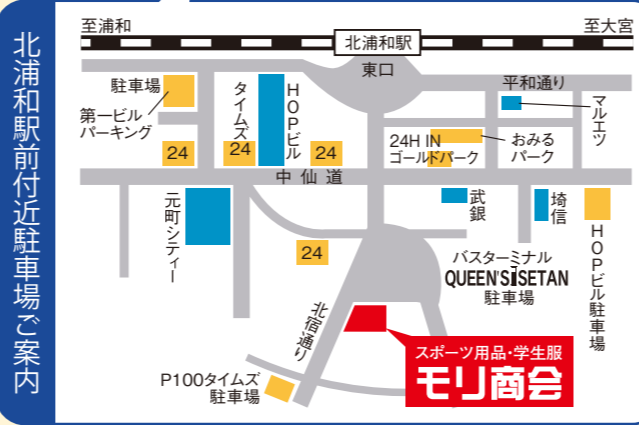 北浦和駅前付近駐車場ご案内
至浦和
至大宮
北浦和駅
東口
平和通り
駐車場
第一ビル
パーキング
タイムズ
HOPビル
マルエツ
24
24
24
24H IN
ゴールドパーク
おみる
パーク
中仙道
元町シティー
武銀
埼信
HOPビル駐車場
24
バスターミナル
QUEEN'S iSETAN
駐車場
北宿通り
スポーツ用品・学生服
モリ商会
P100タイムズ
駐車場